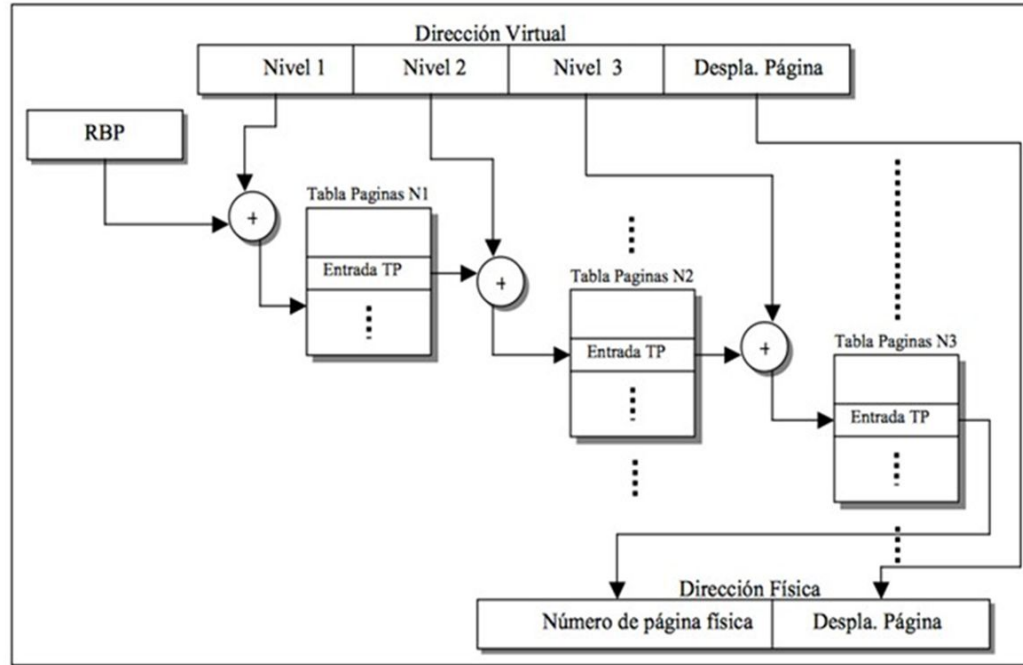 Dirección Virtual
Nivel 1
Nivel 2
Nivel 3
Despla. Página
RBP
+
Tabla Paginas N1
Entrada TP
+
Tabla Paginas N2
Entrada TP
+
Tabla Paginas N3
Entrada TP
Dirección Física
Número de página física
Despla. Página